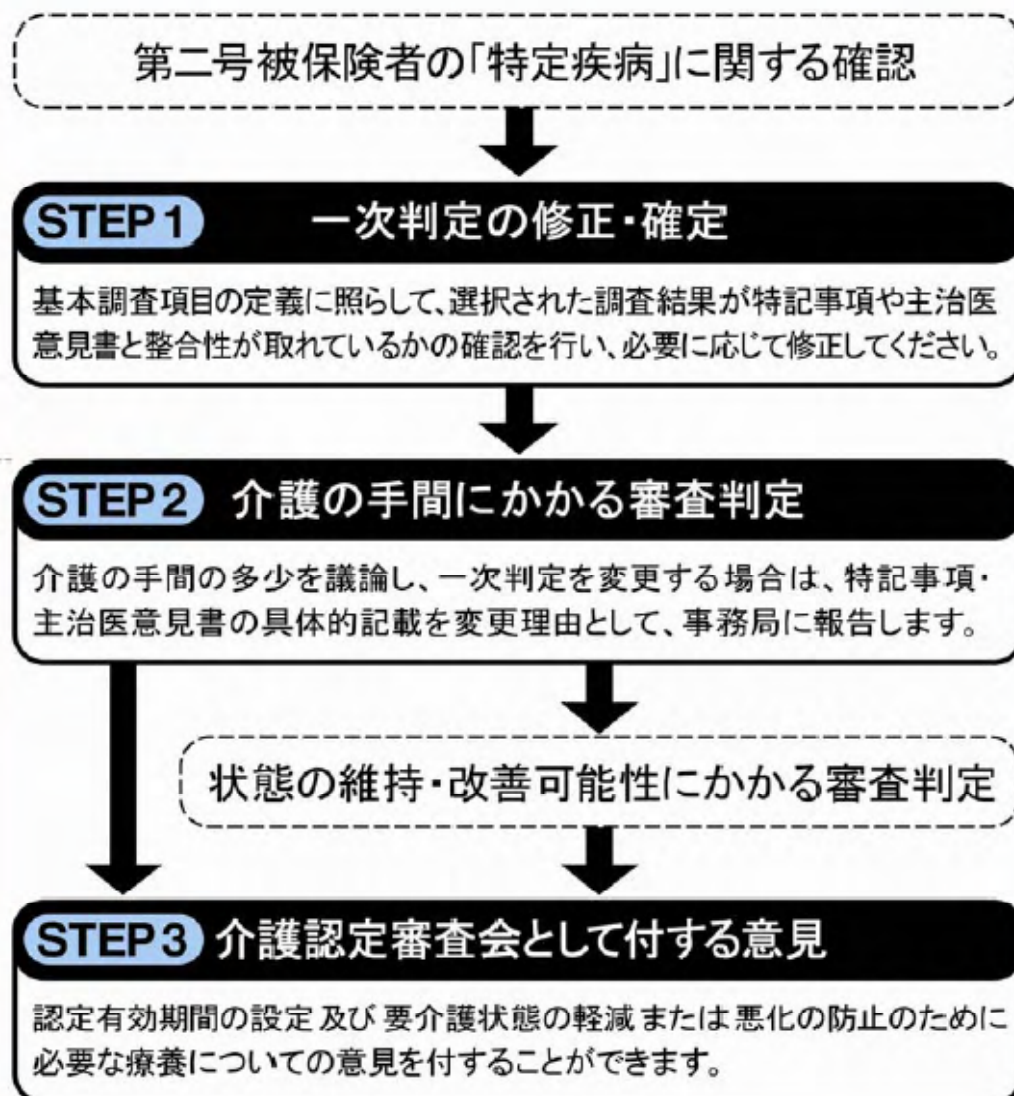 第二号被保険者の「特定疾病」に関する確認
STEP1 一次判定の修正・確定
基本調査項目の定義に照らして、選択された調査結果が特記事項や主治医
意見書と整合性が取れているかの確認を行い、必要に応じて修正してください。
STEP2 介護の手間にかかる審査判定
介護の手間の多少を議論し、一次判定を変更する場合は、特記事項・
主治医意見書の具体的記載を変更理由として、事務局に報告します。
状態の維持・改善可能性にかかる審査判定
STEP3 介護認定審査会として付する意見
認定有効期間の設定及び要介護状態の軽減または悪化の防止のために
必要な療養についての意見を付することができます。